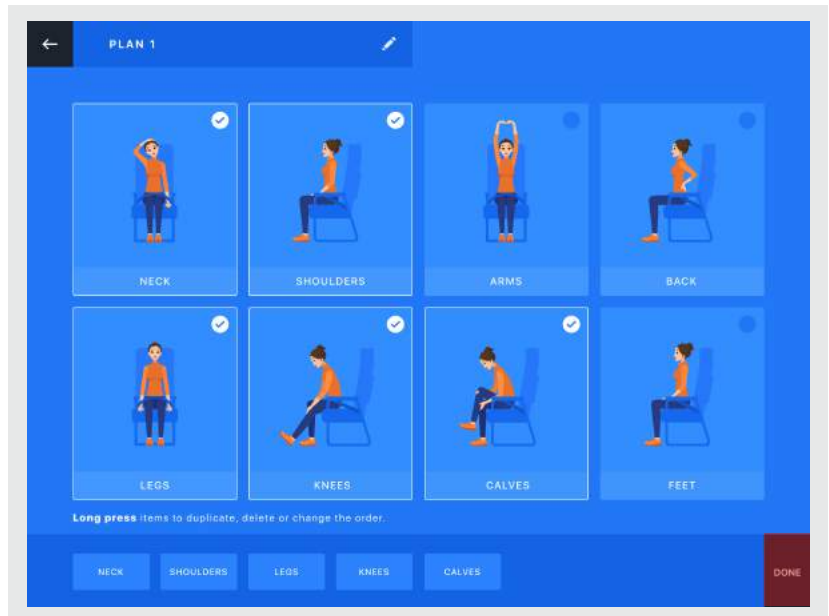 PLAN 1
NECK SHOULDERS ARMS BACK
LEGS KNEES CALVES FEET
Long press items to duplicate, delete or change the order.
NECK SHOULDERS LEGS KNEES CALVES DONE